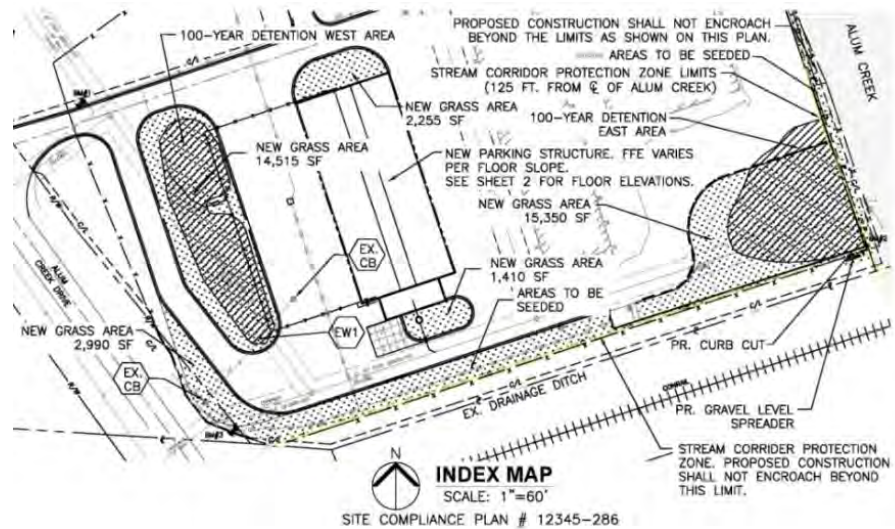 100-YEAR DETENTION WEST AREA
PROPOSED CONSTRUCTION SHALL NOT ENCROACH
BEYOND THE LIMITS AS SHOWN ON THIS PLAN.
AREAS TO BE SEEDED
STREAM CORRIDOR PROTECTION ZONE LIMITS
(125 FT. FROM ℄ OF ALUM CREEK)
ALUM CREEK
100-YEAR DETENTION
EAST AREA
NEW GRASS AREA
2,255 SF
NEW GRASS AREA
14,515 SF
NEW PARKING STRUCTURE. FFE VARIES
PER FLOOR SLOPE.
SEE SHEET 2 FOR FLOOR ELEVATIONS.
NEW GRASS AREA
15,350 SF
EX.
CB
NEW GRASS AREA
1,410 SF
AREAS TO BE
SEEDED
ALUM
CREEK DRIVE
NEW GRASS AREA
2,990 SF
EW1
EX.
CB
PR. CURB CUT
EX. DRAINAGE DITCH
PR. GRAVEL LEVEL
SPREADER
STREAM CORRIDER PROTECTION
ZONE. PROPOSED CONSTRUCTION
SHALL NOT ENCROACH BEYOND
THIS LIMIT.
N
INDEX MAP
SCALE: 1"=60'
SITE COMPLIANCE PLAN # 12345-286